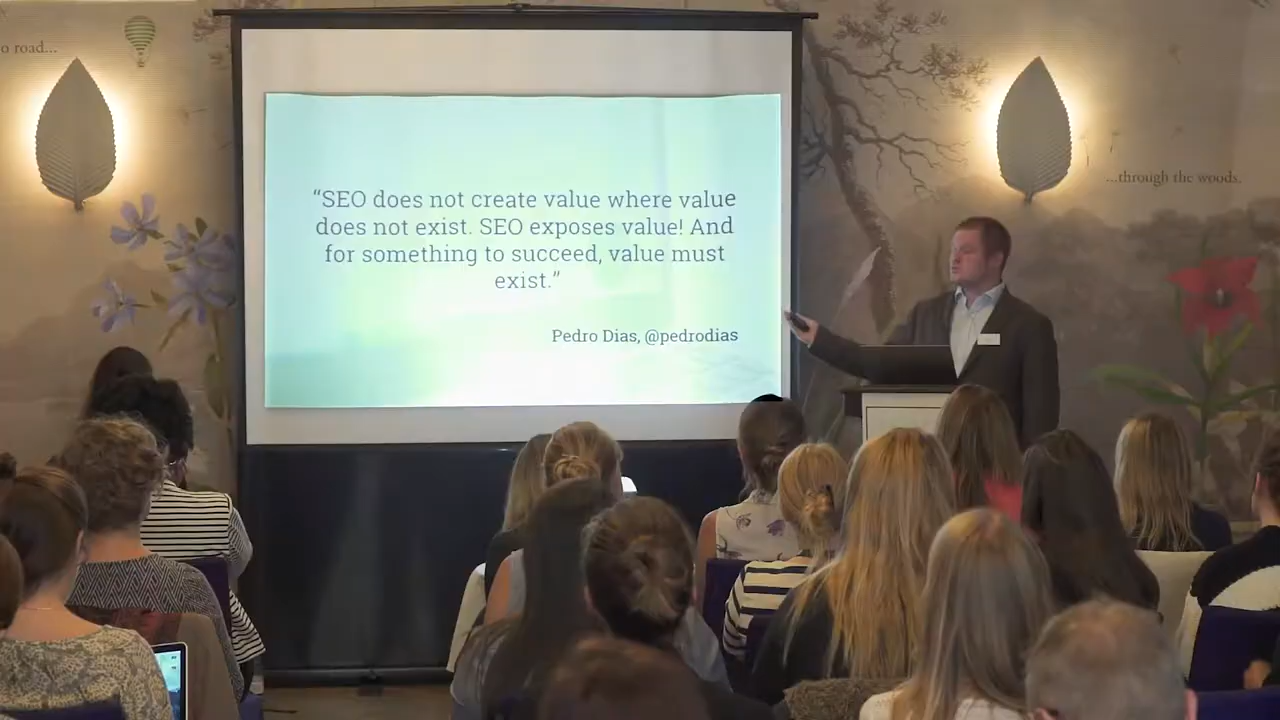 o road...
...through the woods.
“SEO does not create value where value
does not exist. SEO exposes value! And
for something to succeed, value must
exist.”
Pedro Dias, @pedrodias